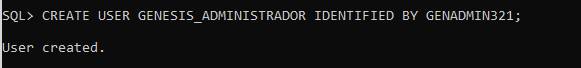 SQL> CREATE USER GENESIS_ADMINISTRADOR IDENTIFIED BY GENADMIN321;
User created.